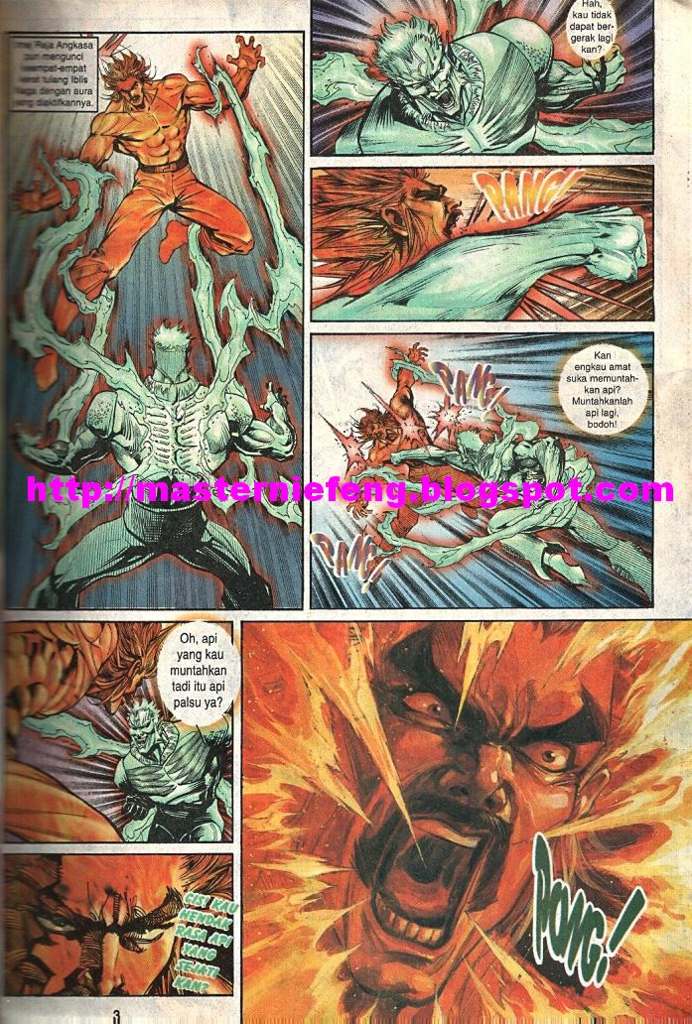 Raja Angkasa
pun mengunci
empat-empat
urat tulang Iblis
Naga dengan aura
yang diaktifkannya.
Hah,
kau tidak
dapat ber-
gerak lagi
kan?
PANG!
Kan
engkau amat
suka memuntah-
kan api?
Muntahkanlah
api lagi,
bodoh!
PANG!
PANG!
http://masterniefeng.blogspot.com
Oh, api
yang kau
muntahkan
tadi itu api
palsu ya?
CIS! KAU
HENDAK
RASA API
YANG
SEJATI
KAN?
PONG!
3